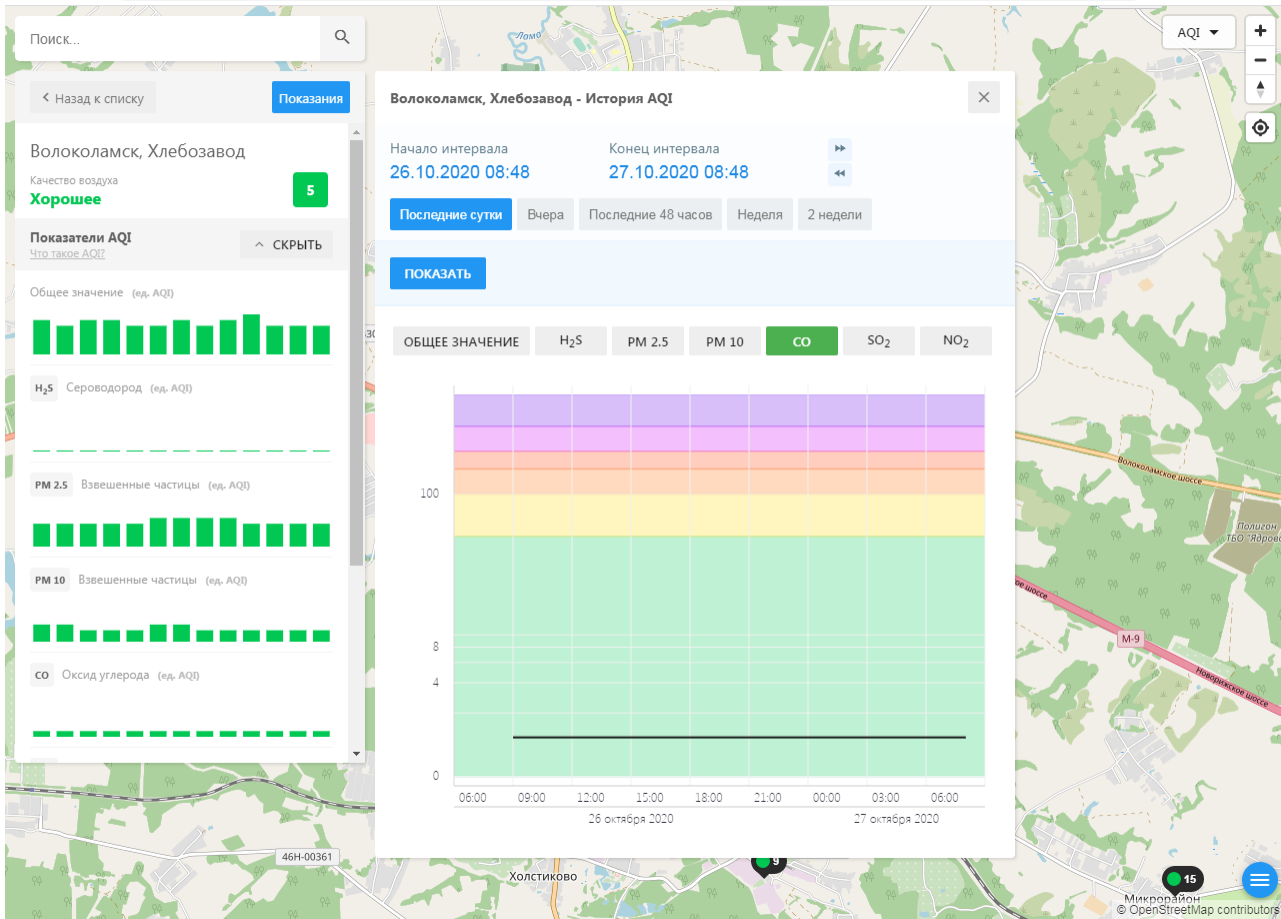 Поиск...
Назад к списку
Показания
Волоколамск, Хлебозавод
Качество воздуха
Хорошее
5
Показатели AQI
Что такое AQI?
СКРЫТЬ
Общее значение (ед. AQI)
H₂S Сероводород (ед. AQI)
PM 2.5 Взвешенные частицы (ед. AQI)
PM 10 Взвешенные частицы (ед. AQI)
CO Оксид углерода (ед. AQI)
Волоколамск, Хлебозавод - История AQI
Начало интервала
26.10.2020 08:48
Конец интервала
27.10.2020 08:48
Последние сутки Вчера Последние 48 часов Неделя 2 недели
ПОКАЗАТЬ
ОБЩЕЕ ЗНАЧЕНИЕ H₂S PM 2.5 PM 10 CO SO₂ NO₂
100
8
4
0
06:00 09:00 12:00 15:00 18:00 21:00 00:00 03:00 06:00
26 октября 2020 27 октября 2020
AQI
Волоколамское шоссе
Полигон
М-9
Новорижское шоссе
46Н-00361
Холстиково
9
15
Микрорайон
© OpenStreetMap contributors